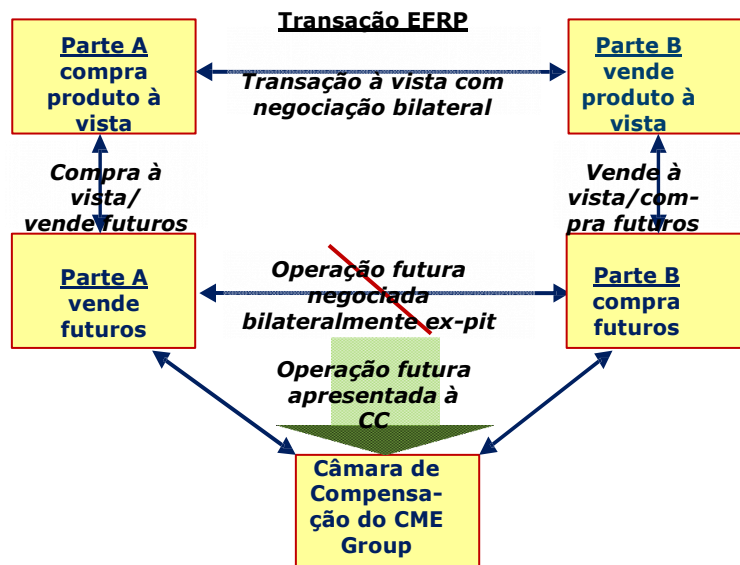 Transação EFRP
Parte A
compra
produto à
vista
Transação à vista com
negociação bilateral
Parte B
vende
produto à
vista
Compra à
vista/
vende futuros
Vende à
vista/com-
pra futuros
Parte A
vende
futuros
Operação futura
negociada
bilateralmente ex-pit
Parte B
compra
futuros
Operação futura
apresentada à
CC
Câmara de
Compensa-
ção do CME
Group